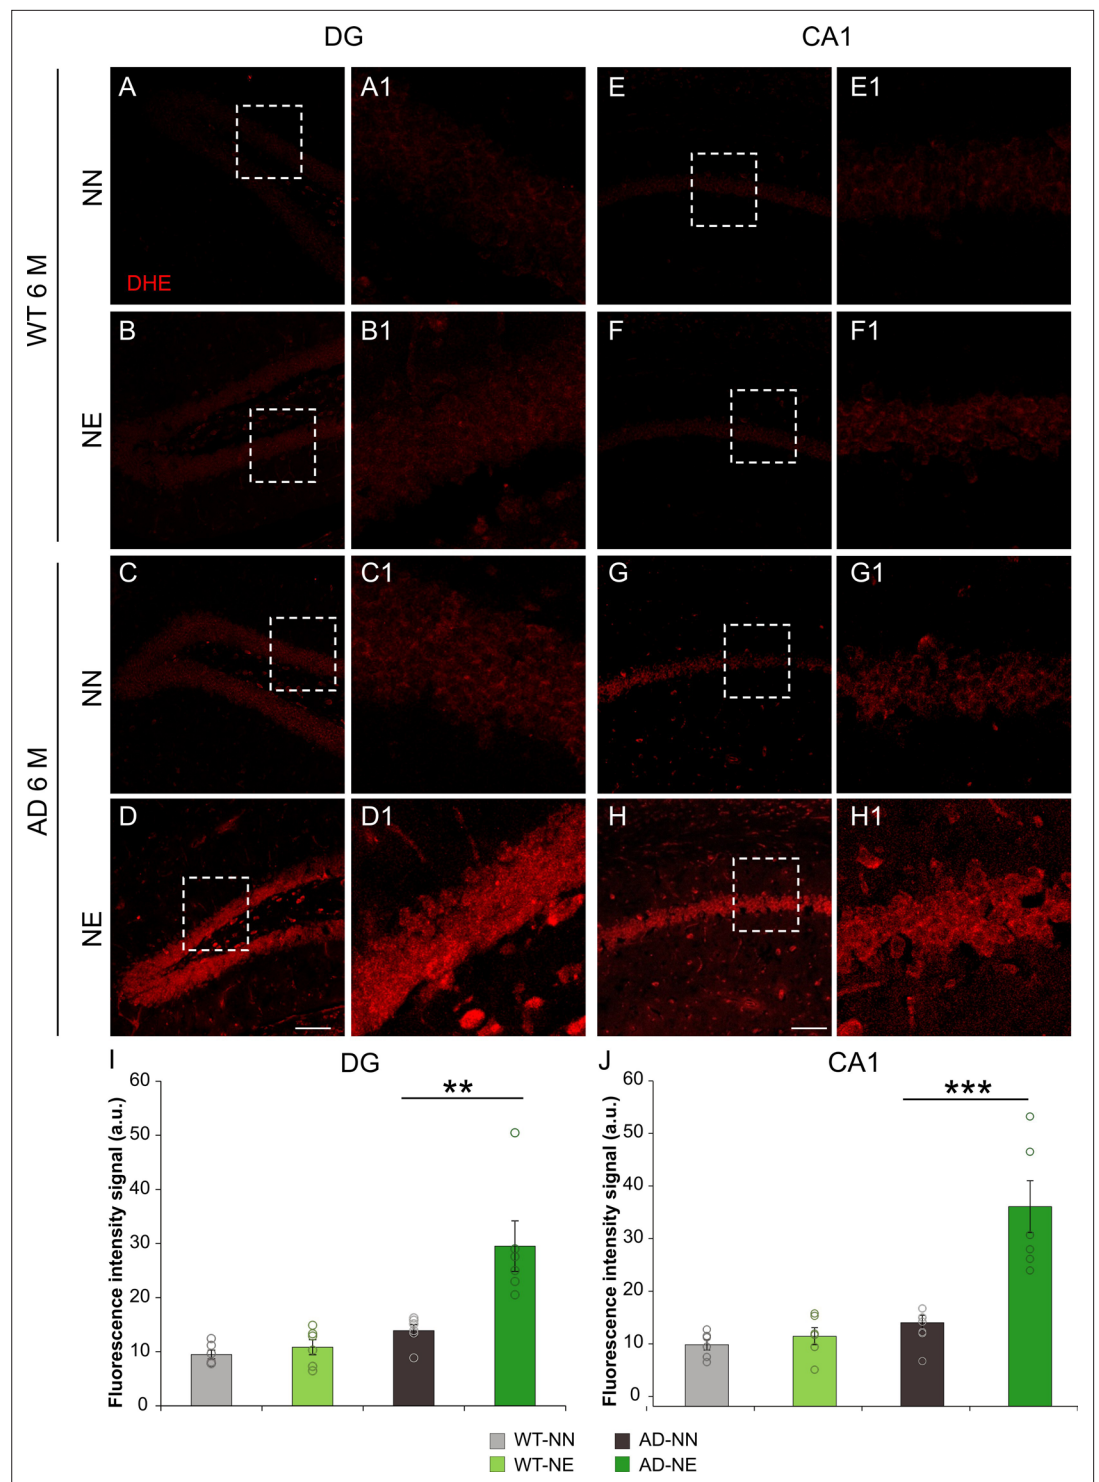 DG CA1
WT 6 M
NN
A A1 E E1
DHE
NE
B B1 F F1
AD 6 M
NN
C C1 G G1
NE
D D1 H H1
I DG
Fluorescence intensity signal (a.u.)
60
50
40
30
20
10
0
**
J CA1
Fluorescence intensity signal (a.u.)
60
50
40
30
20
10
0
***
WT-NN AD-NN
WT-NE AD-NE